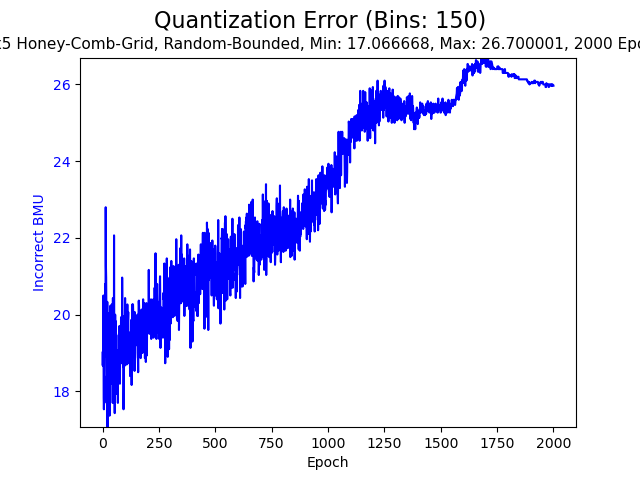 Quantization Error (Bins: 150)
5 Honey-Comb-Grid, Random-Bounded, Min: 17.066668, Max: 26.700001, 2000 Epo
26
24
22
20
18
Incorrect BMU
0 250 500 750 1000 1250 1500 1750 2000
Epoch